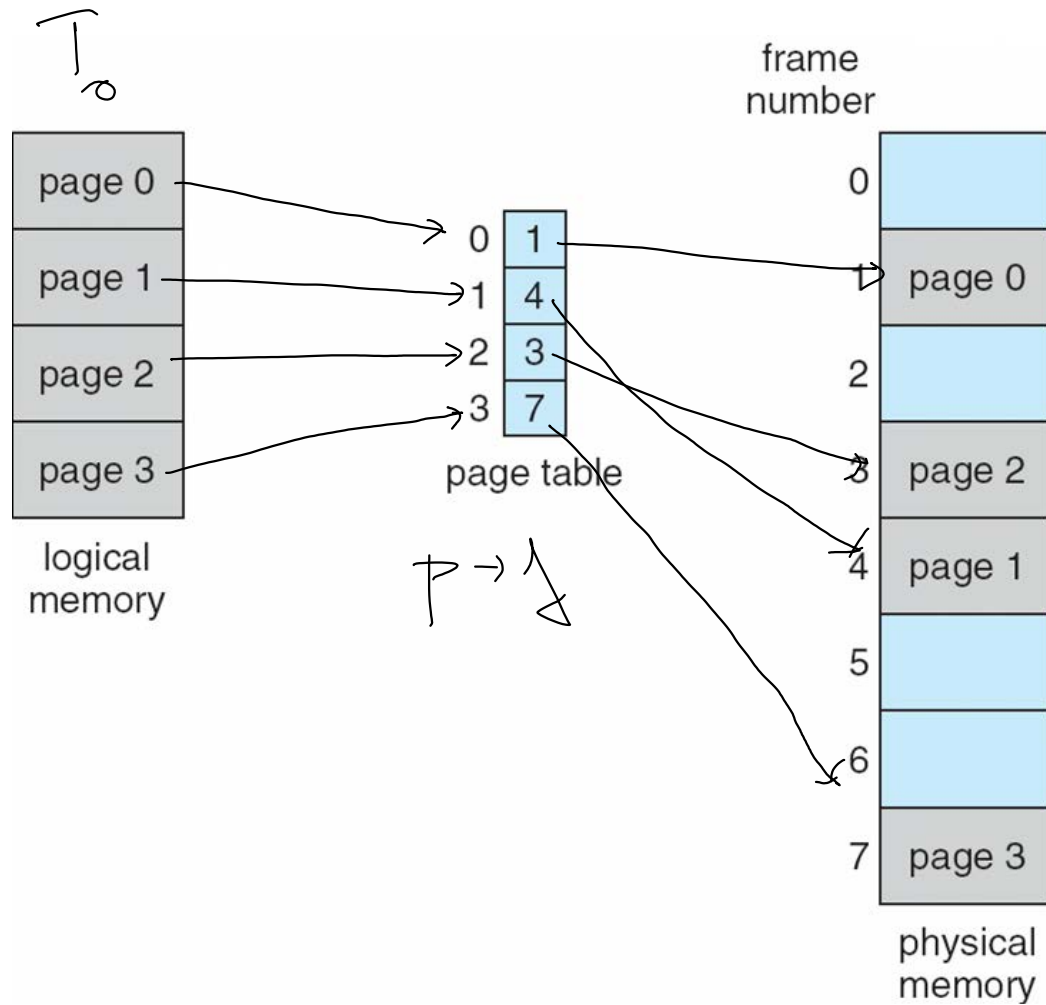 T0
frame
number
page 0
page 1
page 2
page 3
logical
memory
0 1
1 4
2 3
3 7
page table
p → f
0
1 page 0
2
3 page 2
4 page 1
5
6
7 page 3
physical
memory